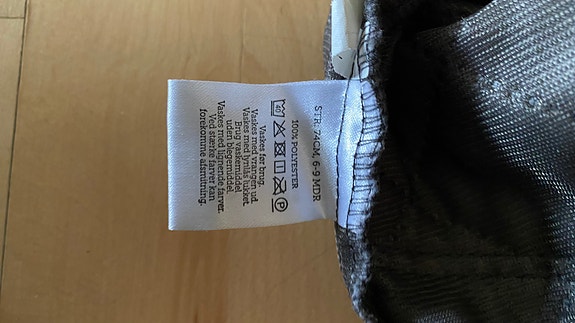 STR: 74CM, 6-9 MDR
100% POLYESTER
40 P
Vaskes før brug.
Vaskes med vrangen ud.
Vaskes med lynlås lukket.
Brug vaskemiddel
uden blegemiddel.
Vaskes med lignende farver.
Ved stærke farver kan
forekomme afsmitning.